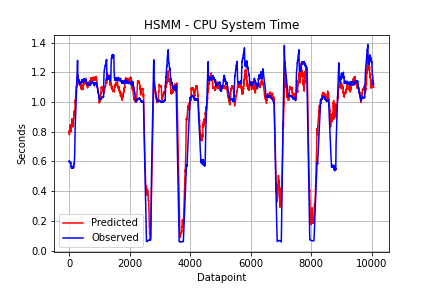 HSMM - CPU System Time
1.4
1.2
1.0
0.8
0.6
0.4
0.2
0.0
Seconds
Predicted
Observed
0 2000 4000 6000 8000 10000
Datapoint